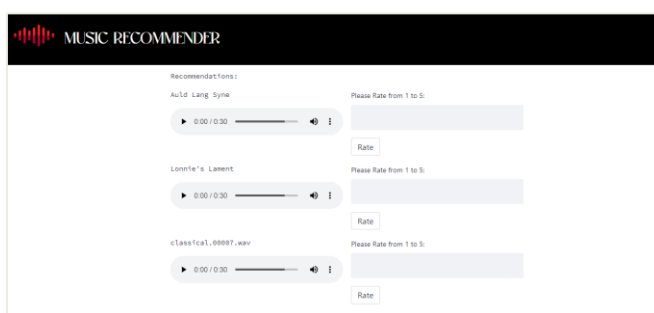 MUSIC RECOMMENDER
Recommendations:
Auld Lang Syne
Please Rate from 1 to 5:
0:00 / 0:30
Rate
Lonnie's Lament
Please Rate from 1 to 5:
0:00 / 0:30
Rate
classical.00007.wav
Please Rate from 1 to 5:
0:00 / 0:30
Rate